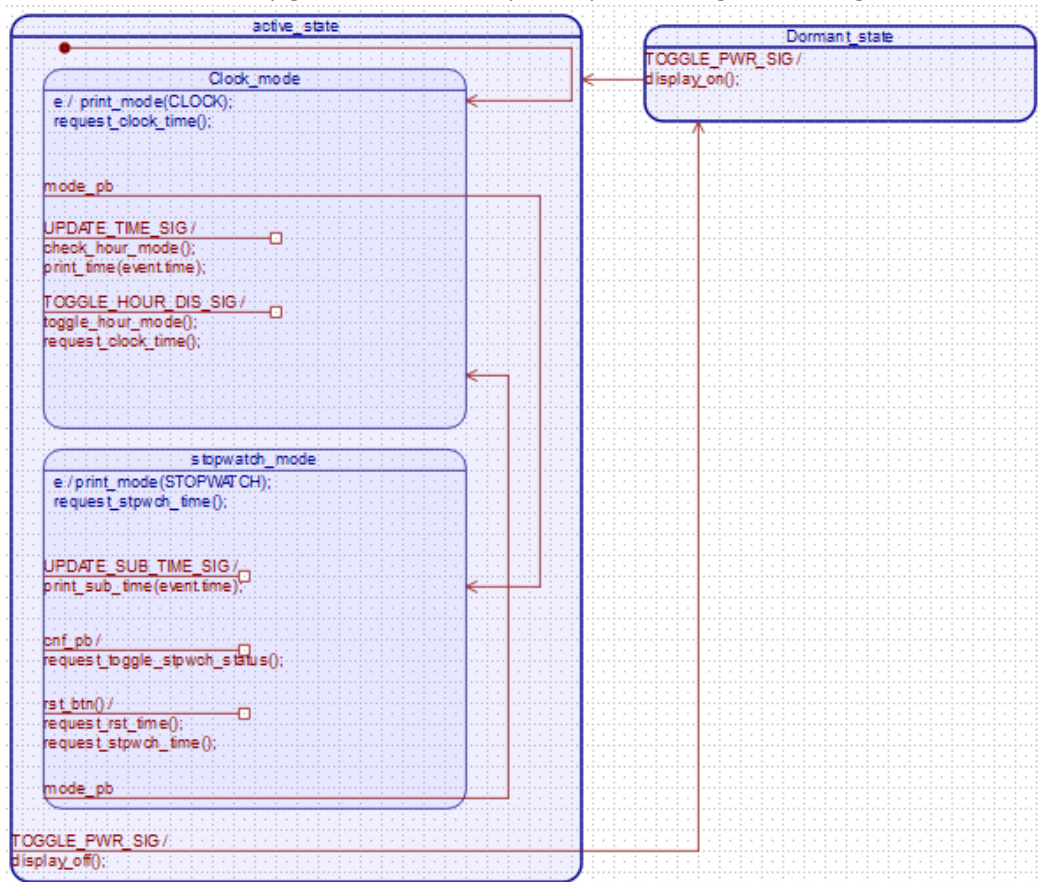 active_state
Dormant_state
TOGGLE_PWR_SIG /
display_on();
Clock_mode
e / print_mode(CLOCK);
request_clock_time();
mode_pb
UPDATE_TIME_SIG /
check_hour_mode();
print_time(event.time);
TOGGLE_HOUR_DIS_SIG /
toggle_hour_mode();
request_clock_time();
stopwatch_mode
e /print_mode(STOPWATCH);
request_stpwch_time();
UPDATE_SUB_TIME_SIG /
print_sub_time(event.time);
cnf_pb /
request_toggle_stpwch_status();
rst_btn() /
request_rst_time();
request_stpwch_time();
mode_pb
TOGGLE_PWR_SIG /
display_off();